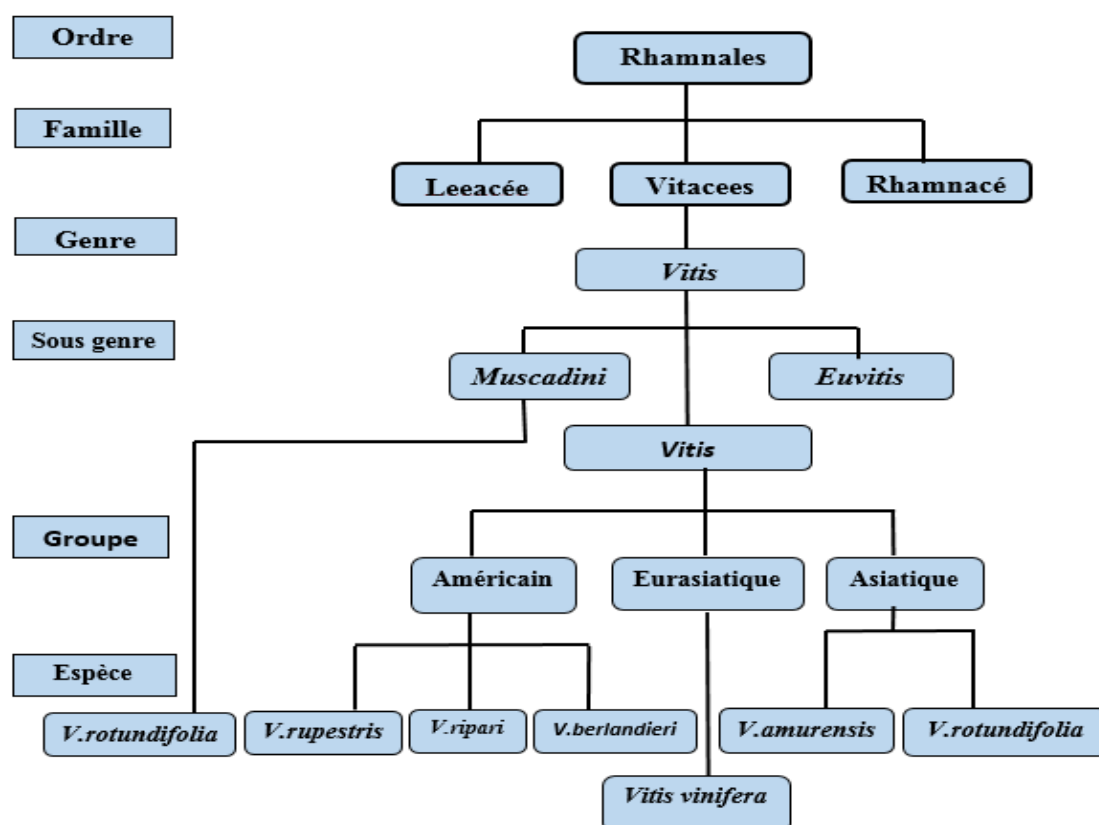 Ordre
Rhamnales
Famille
Leeacée
Vitacees
Rhamnacé
Genre
Vitis
Sous genre
Muscadini
Euvitis
Vitis
Groupe
Américain
Eurasiatique
Asiatique
Espèce
V.rotundifolia
V.rupestris
V.ripari
V.berlandieri
V.amurensis
V.rotundifolia
Vitis vinifera